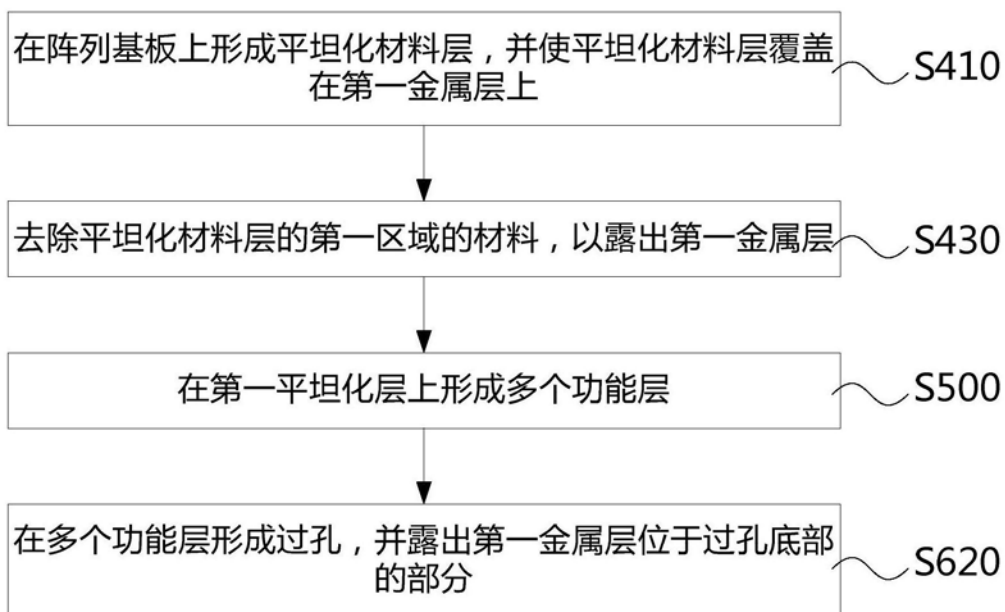 在阵列基板上形成平坦化材料层，并使平坦化材料层覆盖
在第一金属层上
S410
去除平坦化材料层的第一区域的材料，以露出第一金属层
S430
在第一平坦化层上形成多个功能层
S500
在多个功能层形成过孔，并露出第一金属层位于过孔底部
的部分
S620